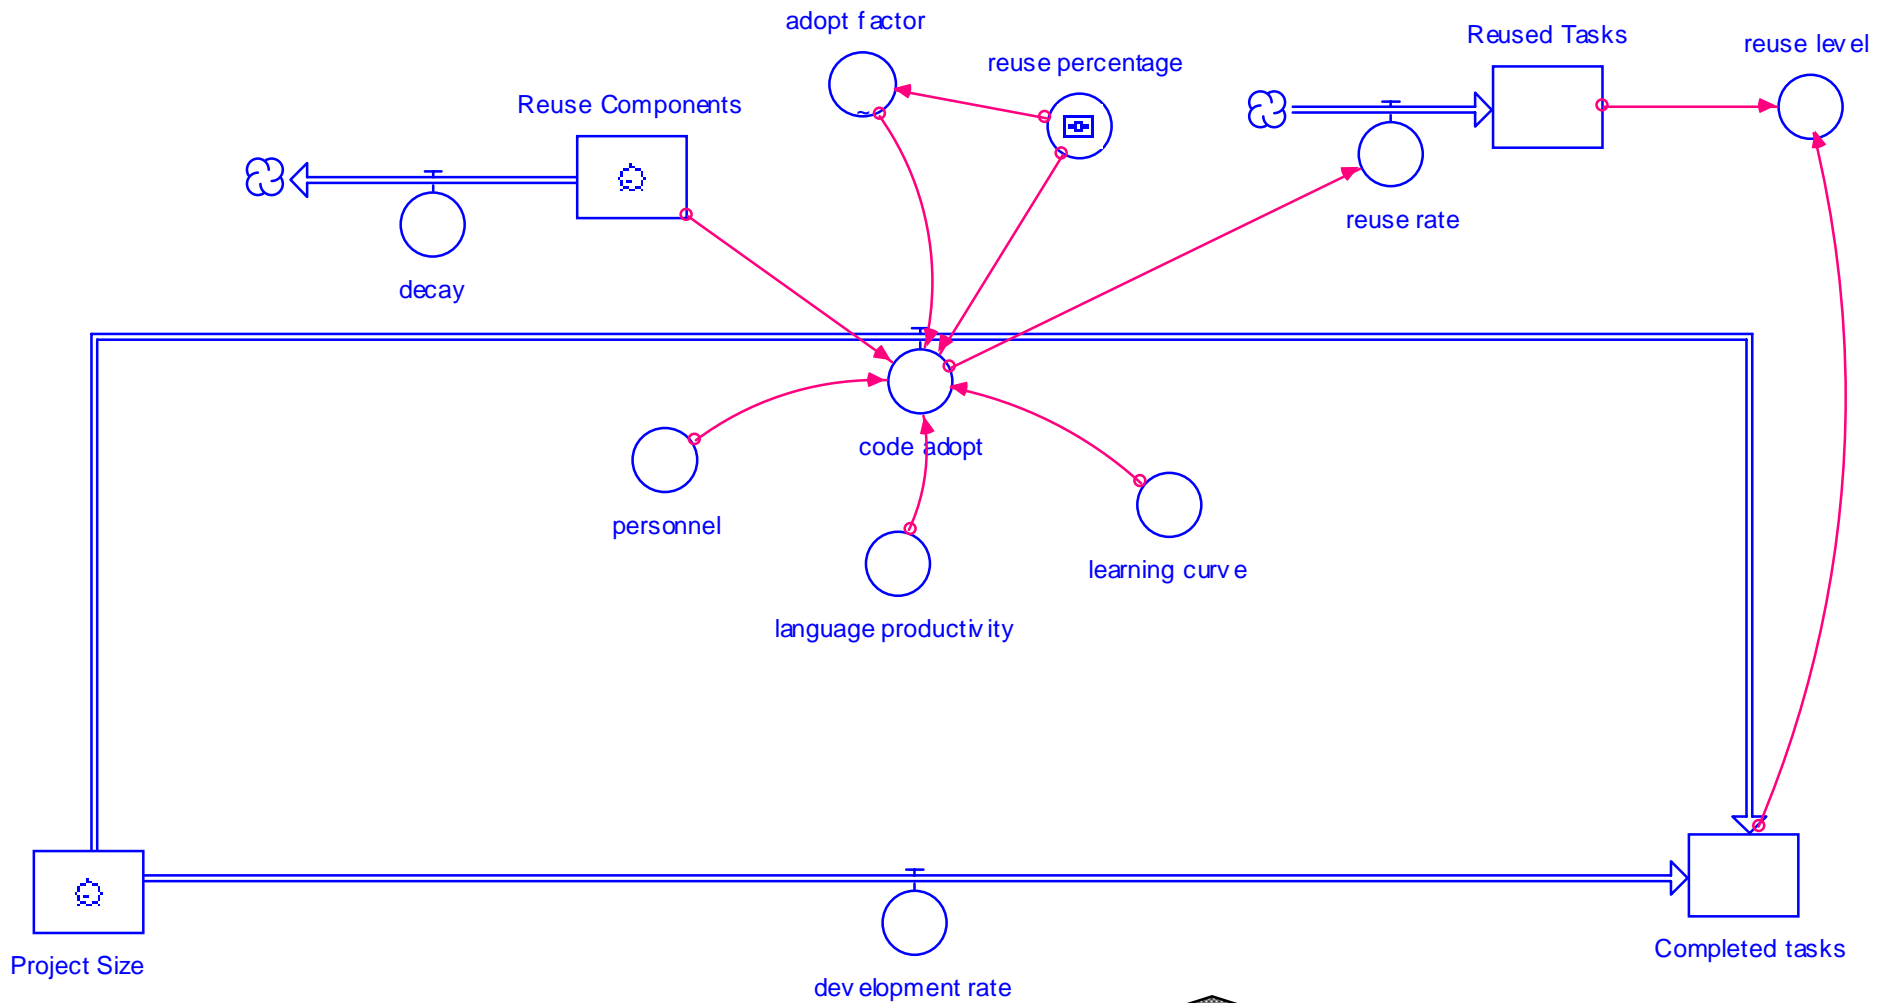 adopt factor
reuse percentage
Reused Tasks
reuse level
Reuse Components
~
reuse rate
decay
code adopt
personnel
learning curve
language productivity
Project Size
development rate
Completed tasks